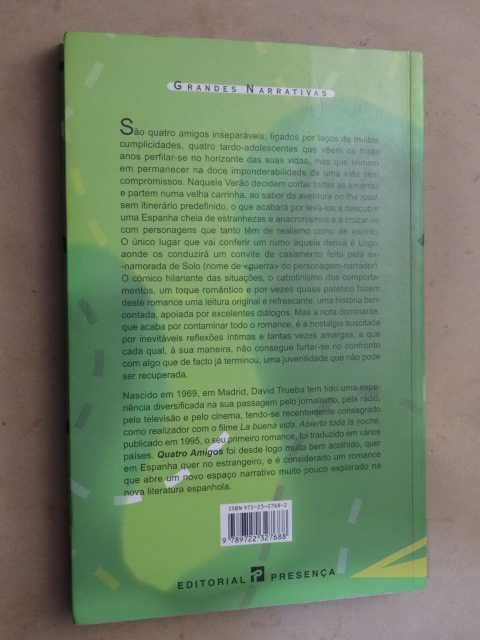 GRANDES NARRATIVAS
São quatro amigos inseparáveis, ligados por laços de muitas
cumplicidades, quatro tardo-adolescentes que vêem os trinta
anos perfilar-se no horizonte das suas vidas, mas que teimam
em permanecer na doce imponderabilidade de uma vida sem
compromissos. Naquele Verão decidem cortar todas as amarras
e partem numa velha carrinha, ao sabor da aventura on the road,
sem itinerário predefinido, o que acabará por levá-los a descobrir
uma Espanha cheia de estranhezas e anacronismos e a cruzar-se
com personagens que tanto têm de realismo como de
O único lugar que vai conferir um rumo àquela deriva é Lugo,
aonde os conduzirá um convite de casamento feito pela ex-
-namorada de Solo (nome de «guerra» do personagem-narrador).
O cómico hilariante das situações, o cabotinismo dos comporta-
mentos, um toque romântico e por vezes quase patético fazem
deste romance uma leitura original e refrescante, uma história bem
contada, apoiada por excelentes diálogos. Mas a nota dominante,
que acaba por contaminar todo o romance, é a nostalgia suscitada
por inevitáveis reflexões íntimas e tantas vezes amargas, a que
cada qual, à sua maneira, não consegue furtar-se no confronto
com algo que de facto já terminou, uma juvenilidade que não pode
ser recuperada.
Nascido em 1969, em Madrid, David Trueba tem tido uma expe-
riência diversificada na sua passagem pelo jornalismo, pela rádio,
pela televisão e pelo cinema, tendo-se recentemente consagrado
como realizador com o filme La buena vida. Abierto toda la noche,
publicado em 1995, o seu primeiro romance, foi traduzido em vários
países. Quatro Amigos foi desde logo muito bem acolhido, quer
em Espanha quer no estrangeiro, e é considerado um romance
que abre um novo espaço narrativo muito pouco explorado na
nova literatura espanhola.
ISBN 972-23-2768-2
9 789722 327688
EDITORIAL PRESENÇA